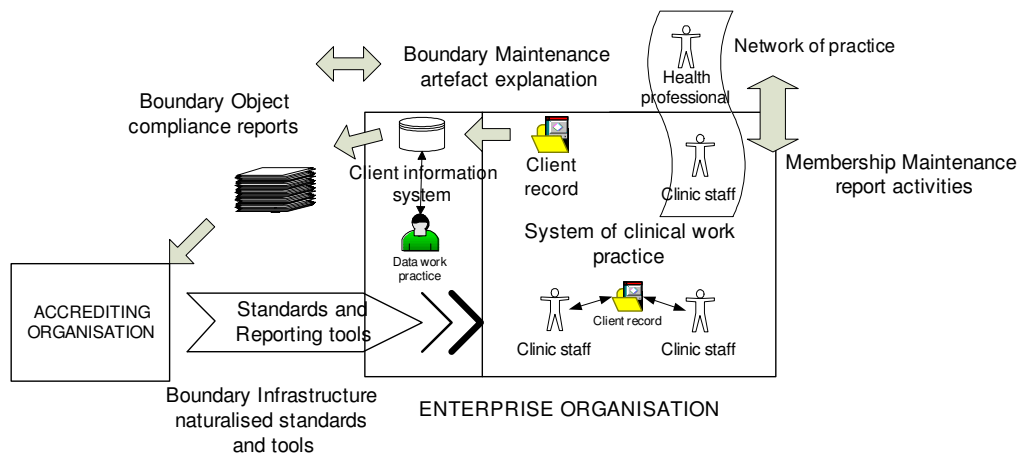 Boundary Maintenance
artefact explanation
Network of practice
Health
professional
Boundary Object
compliance reports
Client information
system
Client
record
Clinic staff
Membership Maintenance
report activities
Data work
practice
System of clinical work
practice
ACCREDITING
ORGANISATION
Standards and
Reporting tools
Client record
Clinic staff
Clinic staff
Boundary Infrastructure
naturalised standards
and tools
ENTERPRISE ORGANISATION